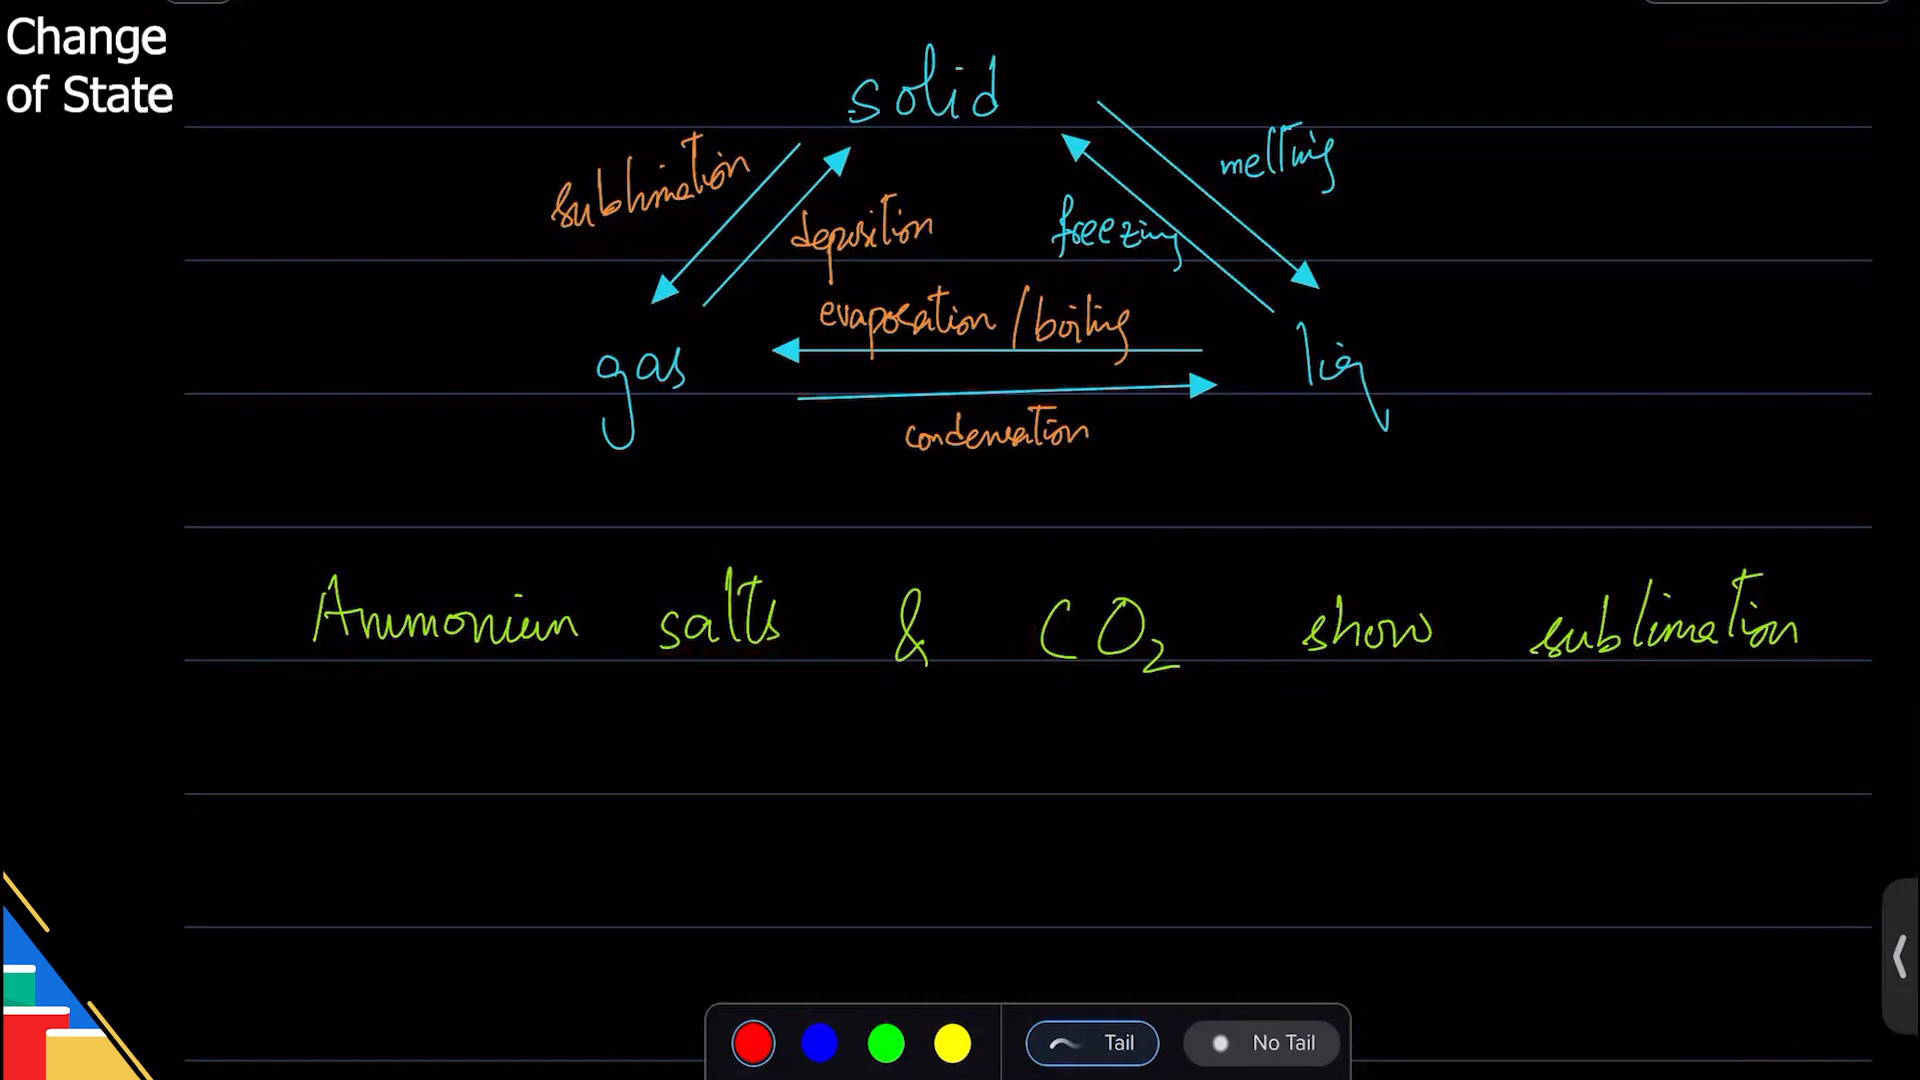 Change
of State
solid
sublimation
melting
deposition
freezing
evaporation / boiling
gas
liq
condensation
Ammonium salts & CO2 show sublimation
Tail
No Tail